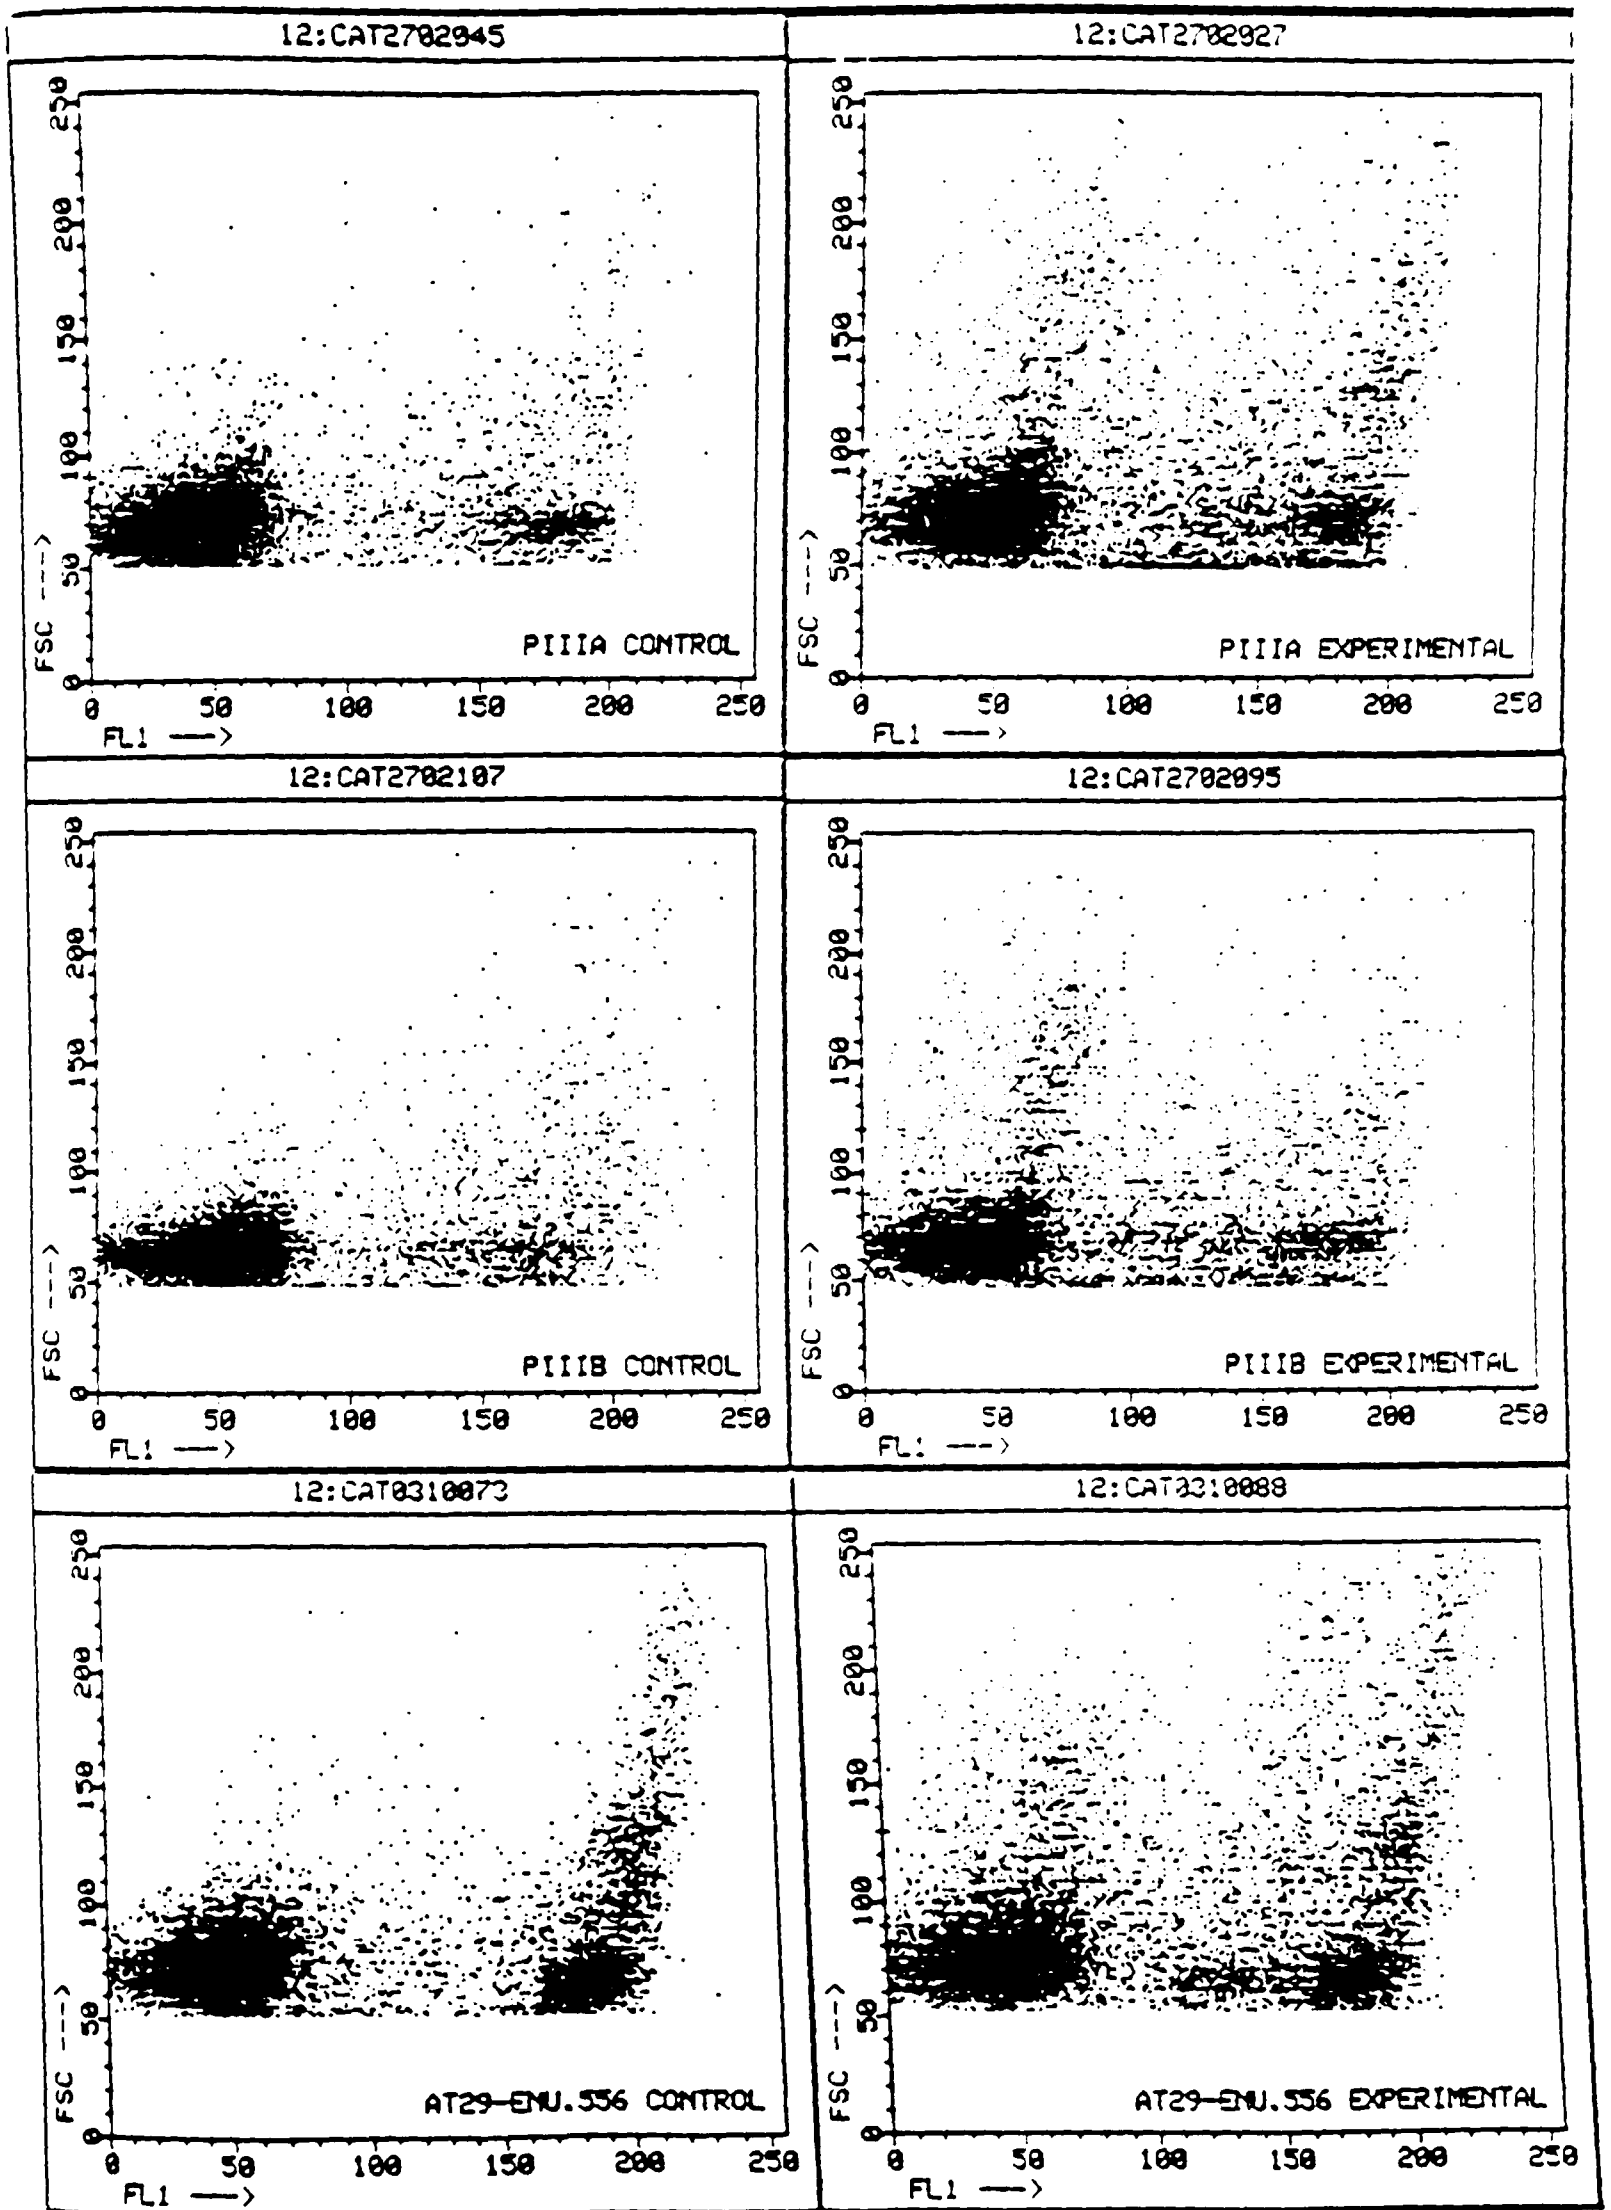 12:CAT2702945
250
200
150
100
50
0
FSC --->
PIIIA CONTROL
0 50 100 150 200 250
FL1 --->
12:CAT2702927
250
200
150
100
50
0
FSC --->
PIIIA EXPERIMENTAL
0 50 100 150 200 250
FL1 --->
12:CAT2702107
250
200
150
100
50
0
FSC --->
PIIIB CONTROL
0 50 100 150 200 250
FL1 --->
12:CAT2702095
250
200
150
100
50
0
FSC --->
PIIIB EXPERIMENTAL
0 50 100 150 200 250
FL1 --->
12:CAT0310073
250
200
150
100
50
0
FSC --->
AT29-ENU.556 CONTROL
0 50 100 150 200 250
FL1 --->
12:CAT0310088
250
200
150
100
50
0
FSC --->
AT29-ENU.556 EXPERIMENTAL
0 50 100 150 200 250
FL1 --->